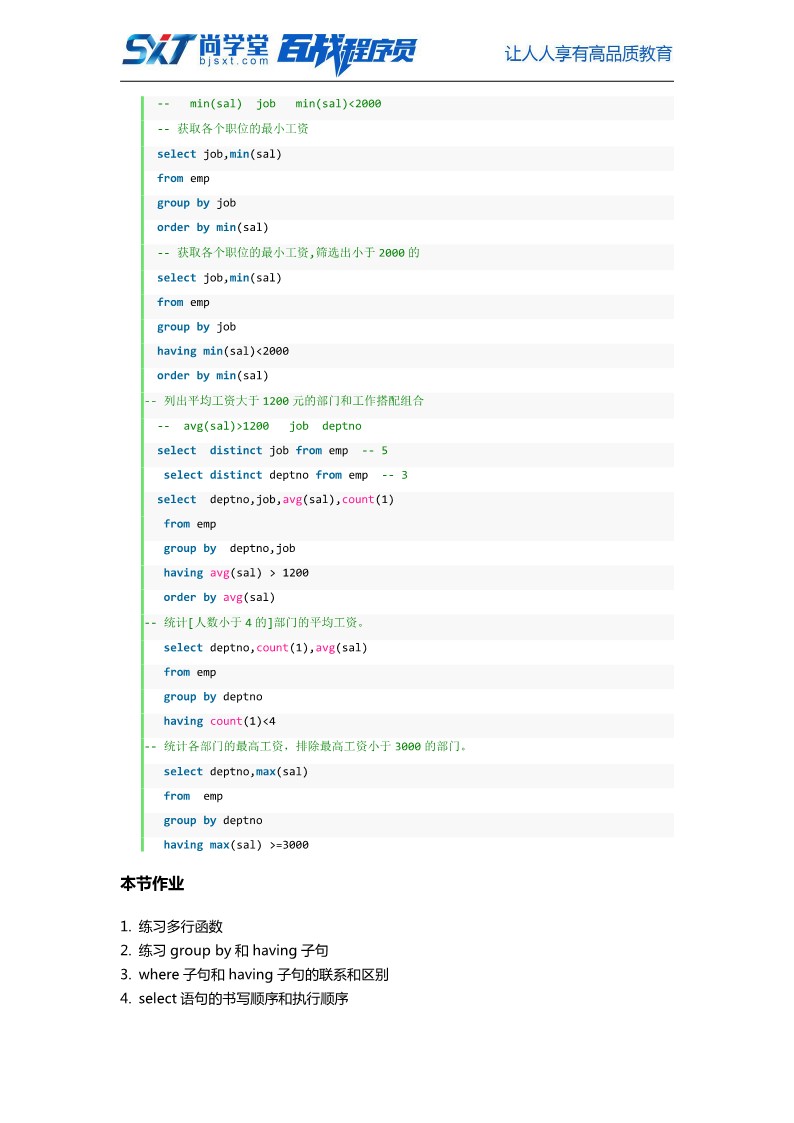 SXT 尚学堂 百战程序员 让人人享有高品质教育
bjsxt.com
--   min(sal)  job   min(sal)<2000
-- 获取各个职位的最小工资
select job,min(sal)
from emp
group by job
order by min(sal)
-- 获取各个职位的最小工资,筛选出小于 2000 的
select job,min(sal)
from emp
group by job
having min(sal)<2000
order by min(sal)
-- 列出平均工资大于 1200 元的部门和工作搭配组合
--  avg(sal)>1200   job  deptno
select  distinct job from emp  -- 5
select distinct deptno from emp  -- 3
select  deptno,job,avg(sal),count(1)
from emp
group by  deptno,job
having avg(sal) > 1200
order by avg(sal)
-- 统计[人数小于 4 的]部门的平均工资。
select deptno,count(1),avg(sal)
from emp
group by deptno
having count(1)<4
-- 统计各部门的最高工资，排除最高工资小于 3000 的部门。
select deptno,max(sal)
from  emp
group by deptno
having max(sal) >=3000
本节作业
1. 练习多行函数
2. 练习 group by 和 having 子句
3. where 子句和 having 子句的联系和区别
4. select 语句的书写顺序和执行顺序